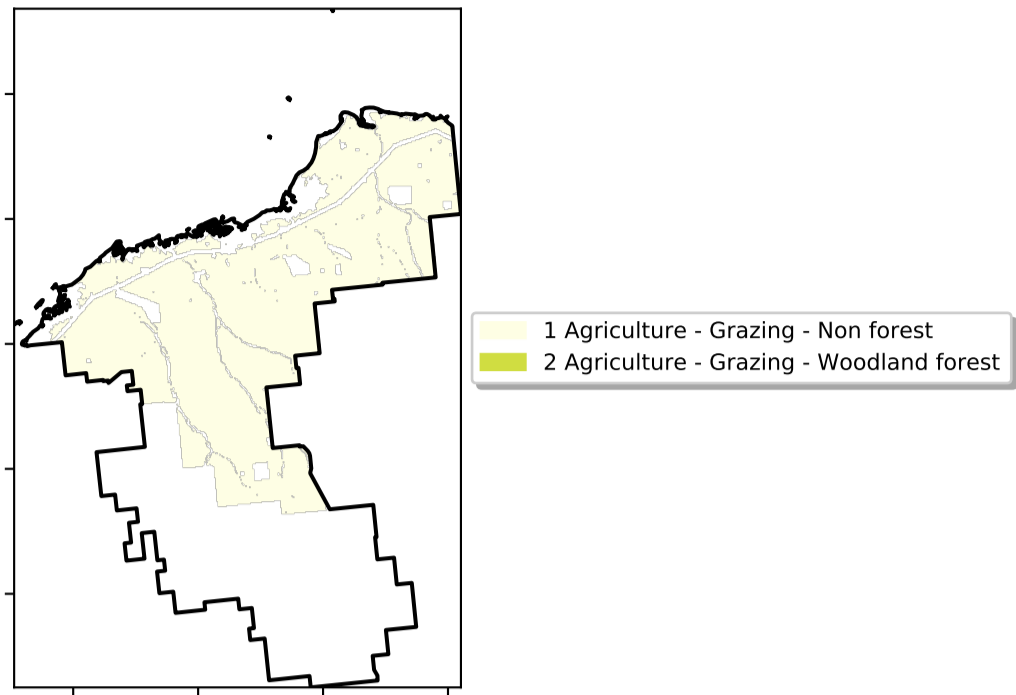 1 Agriculture - Grazing - Non forest
2 Agriculture - Grazing - Woodland forest